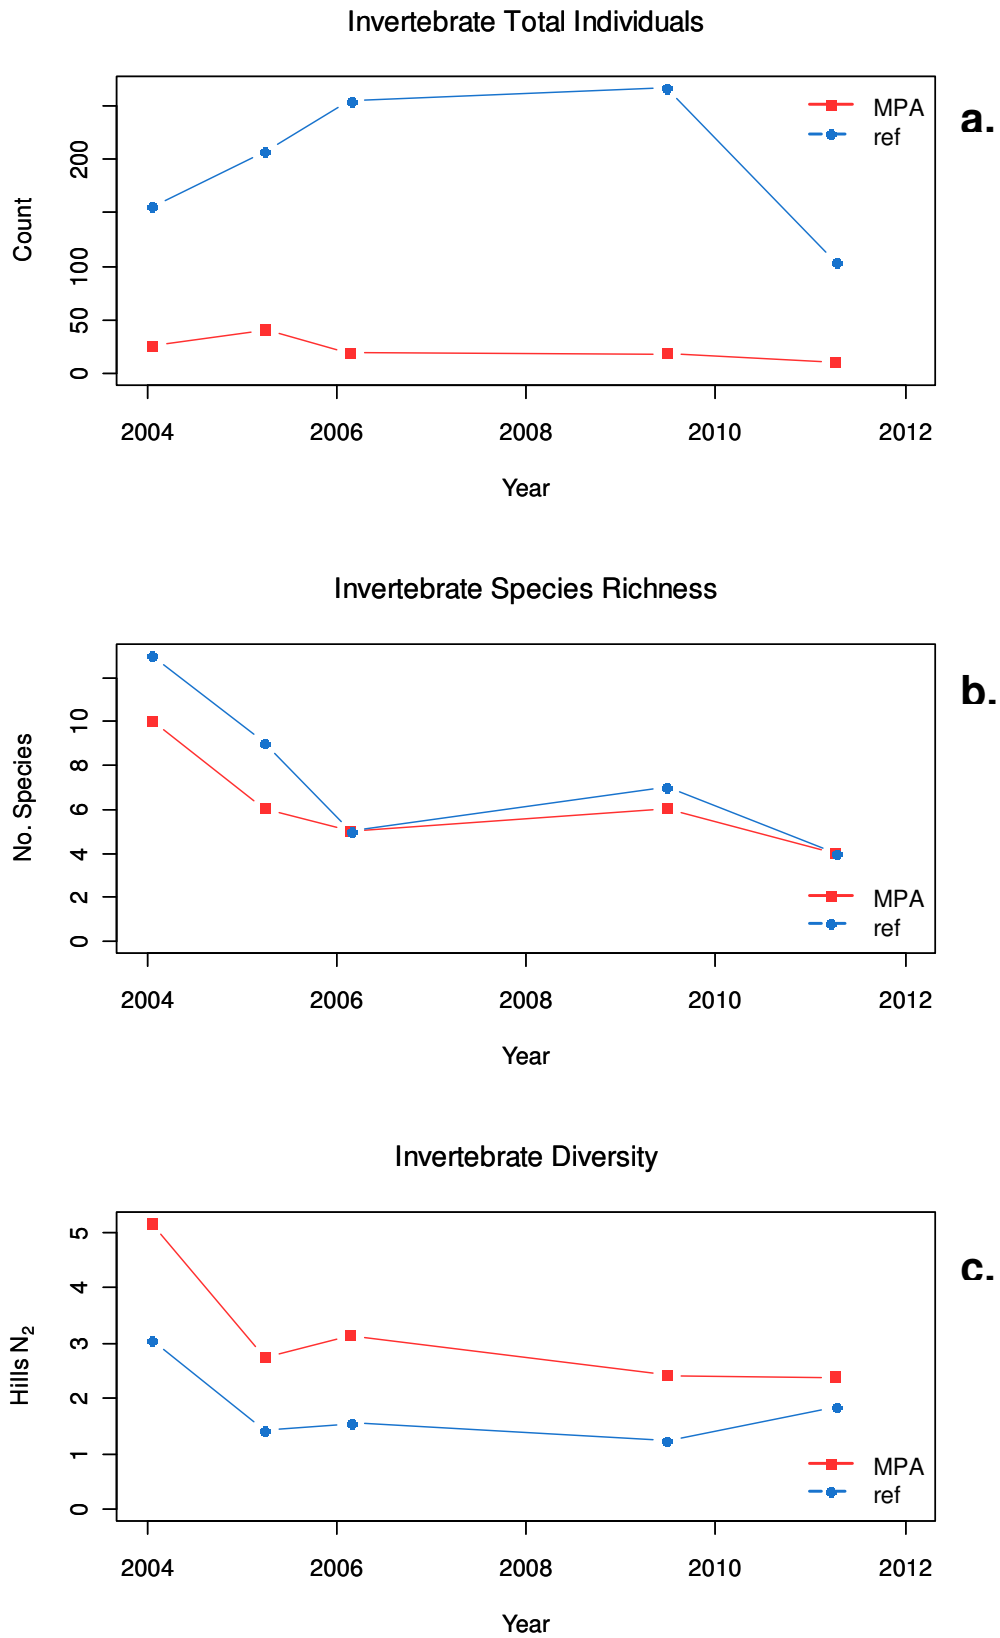 Invertebrate Total Individuals
a.
MPA
ref
Count
200
100
50
0
2004 2006 2008 2010 2012
Year
Invertebrate Species Richness
b.
No. Species
10
8
6
4
2
0
MPA
ref
2004 2006 2008 2010 2012
Year
Invertebrate Diversity
c.
Hills N₂
5
4
3
2
1
0
MPA
ref
2004 2006 2008 2010 2012
Year